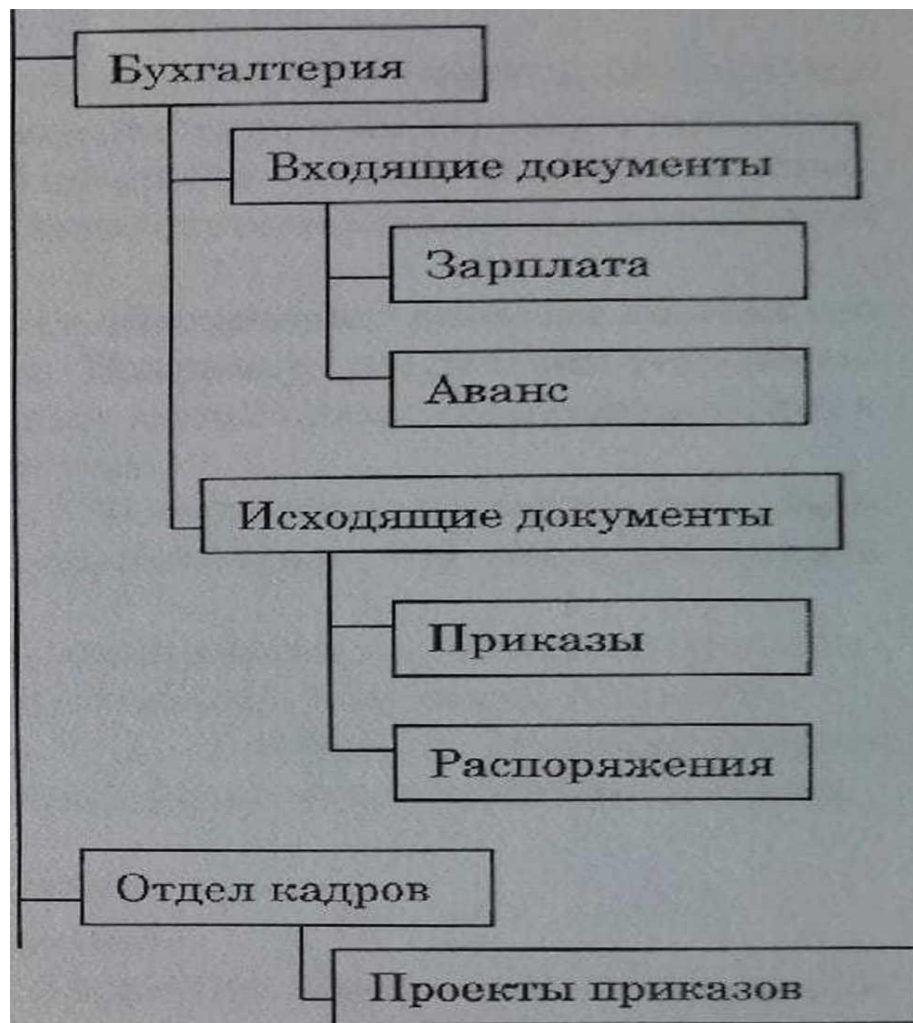 Бухгалтерия
Входящие документы
Зарплата
Аванс
Исходящие документы
Приказы
Распоряжения
Отдел кадров
Проекты приказов